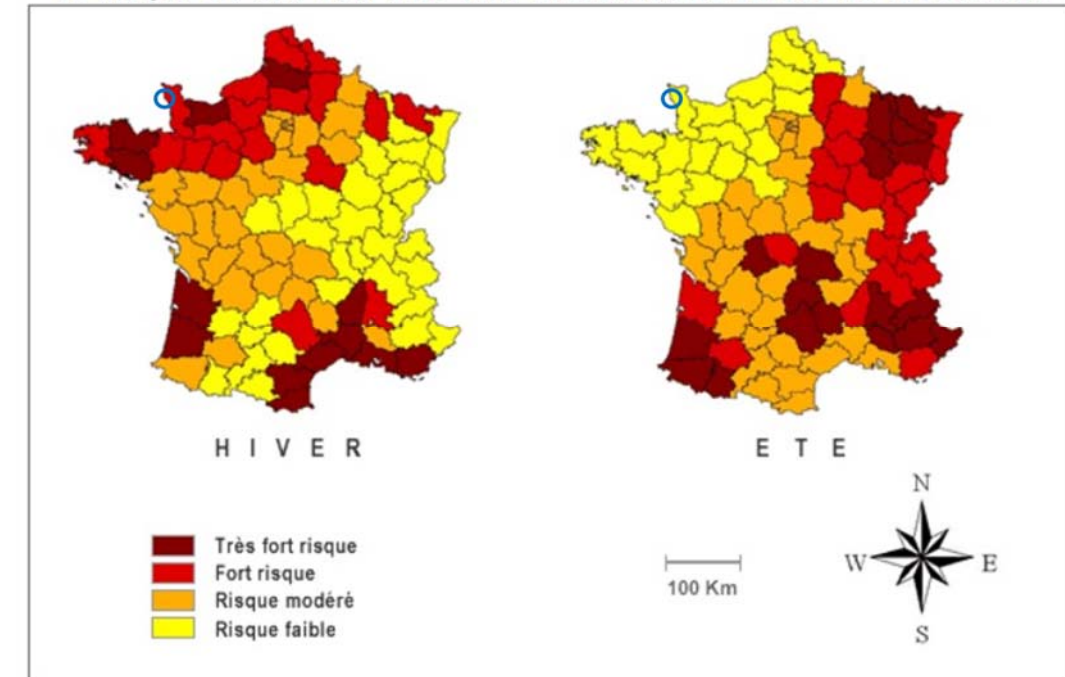 H I V E R
E T E
N
W
E
S
Très fort risque
Fort risque
Risque modéré
Risque faible
100 Km